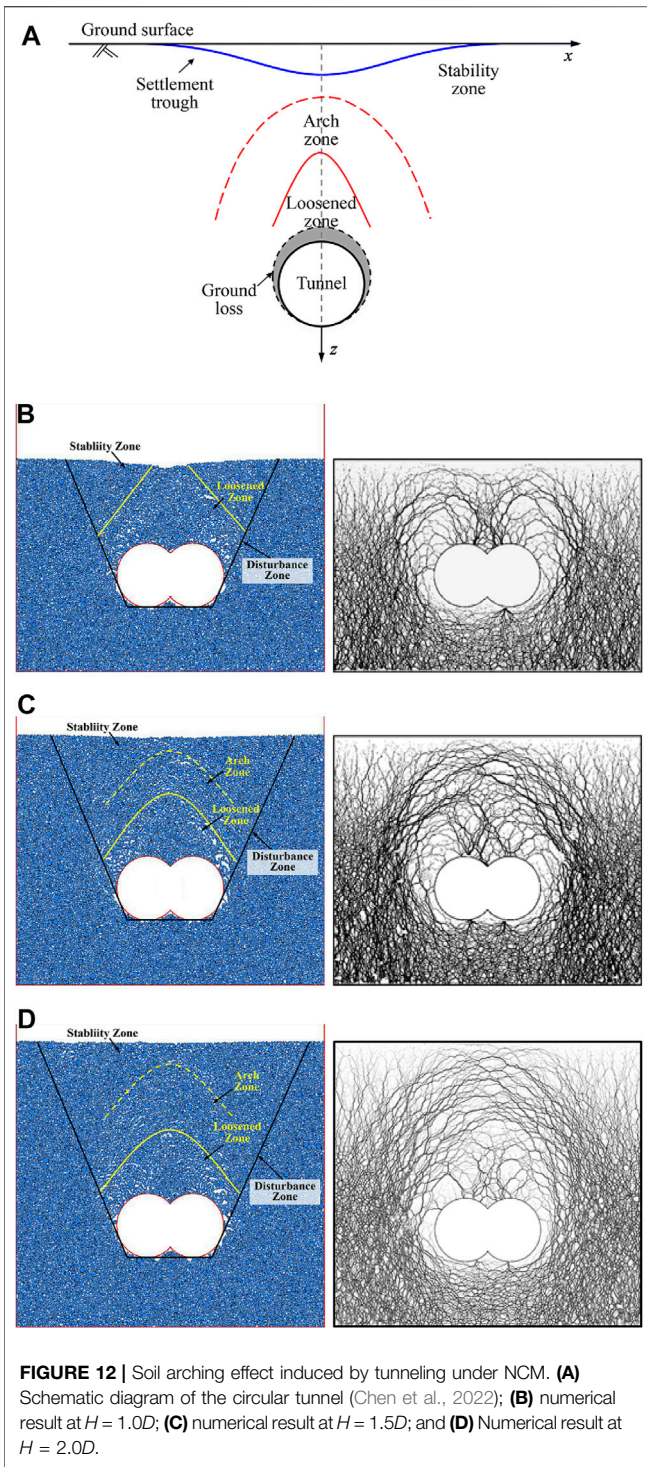 A
Ground surface
x
Settlement
trough
Stability
zone
Arch
zone
Loosened
zone
Tunnel
Ground
loss
z
B
Stabliity Zone
Loosened
Zone
Disturbance
Zone
C
Stabliity Zone
Arch
Zone
Loosened
Zone
Disturbance
Zone
D
Stabliity Zone
Arch
Zone
Loosened
Zone
Disturbance
Zone
FIGURE 12 | Soil arching effect induced by tunneling under NCM. (A)
Schematic diagram of the circular tunnel (Chen et al., 2022); (B) numerical
result at H = 1.0D; (C) numerical result at H = 1.5D; and (D) Numerical result at
H = 2.0D.